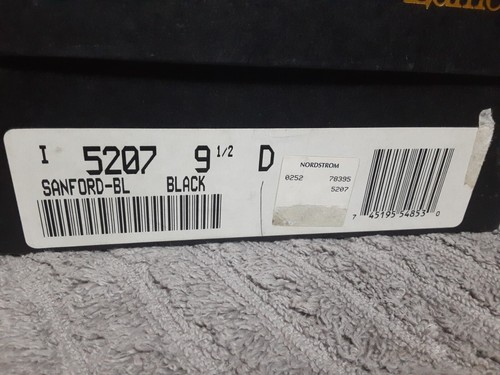 I 5207 9 1/2 D
SANFORD-BL BLACK
NORDSTROM
0252 78395
5207
7 45195 54853 0